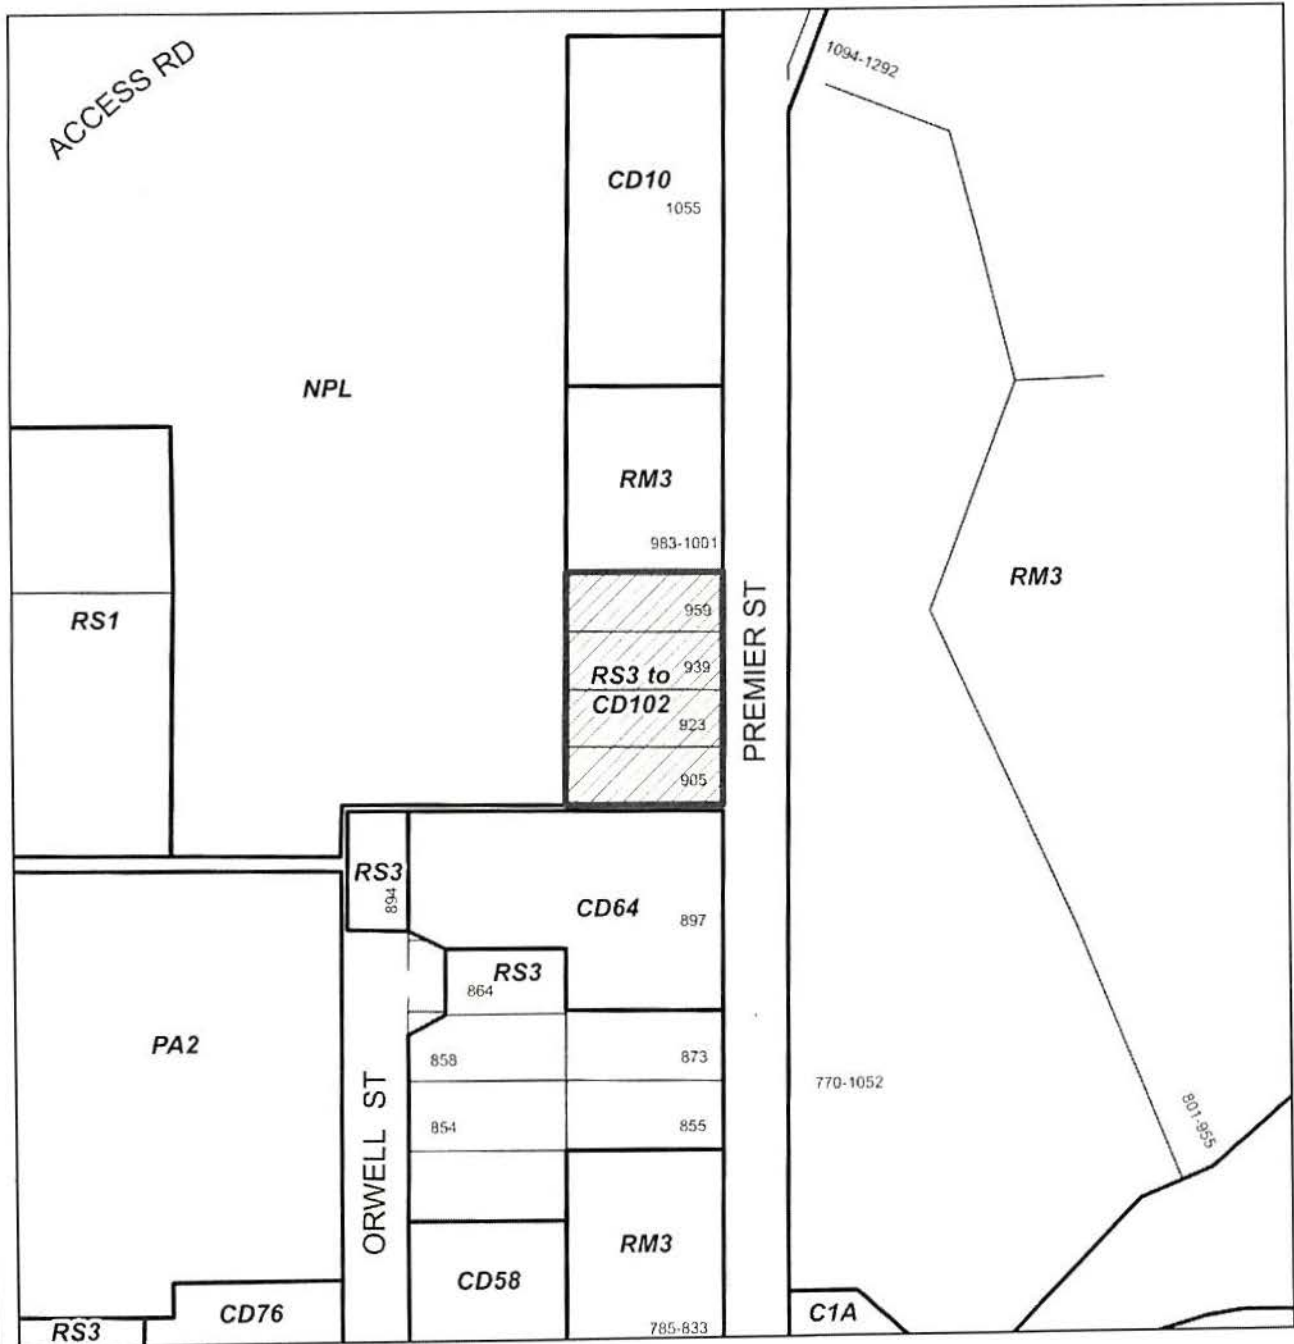 ACCESS RD
1094-1292
CD10
1055
NPL
RM3
983-1001
RM3
RS1
959
939
RS3 to
CD102
923
905
PREMIER ST
RS3
894
CD64
897
RS3
864
PA2
858
873
770-1052
854
855
801-955
ORWELL ST
RM3
CD58
CD76
C1A
RS3
785-833